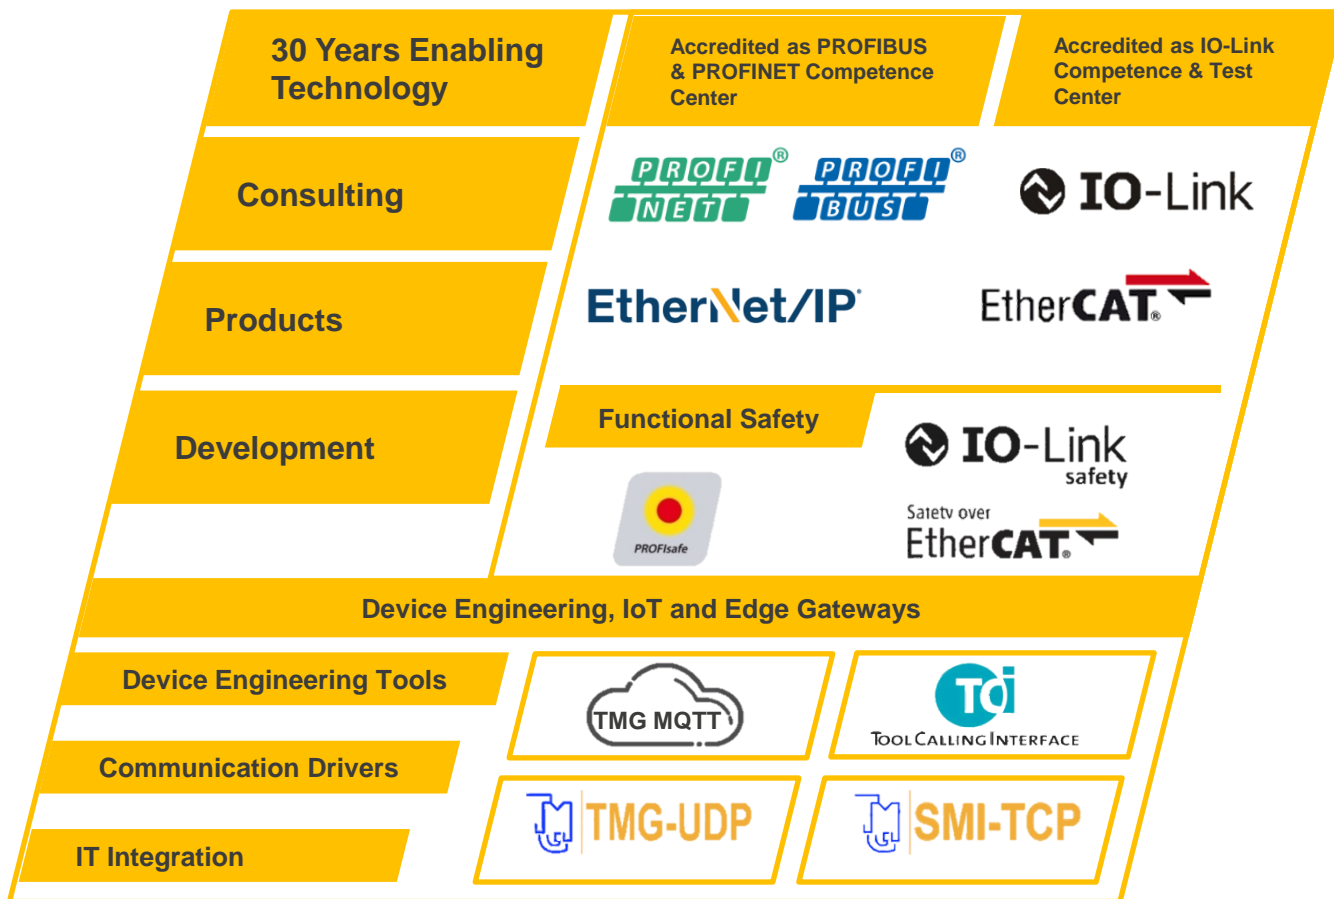 30 Years Enabling
Technology
Accredited as PROFIBUS
& PROFINET Competence
Center
Accredited as IO-Link
Competence & Test
Center
Consulting
PROFI®
NET
PROFI®
BUS
IO-Link
Products
EtherNet/IP
EtherCAT®
Development
Functional Safety
IO-Link
safety
PROFIsafe
Safety over
EtherCAT®
Device Engineering, IoT and Edge Gateways
Device Engineering Tools
TMG MQTT
TCi
TOOL CALLING INTERFACE
Communication Drivers
TMG-UDP
SMI-TCP
IT Integration